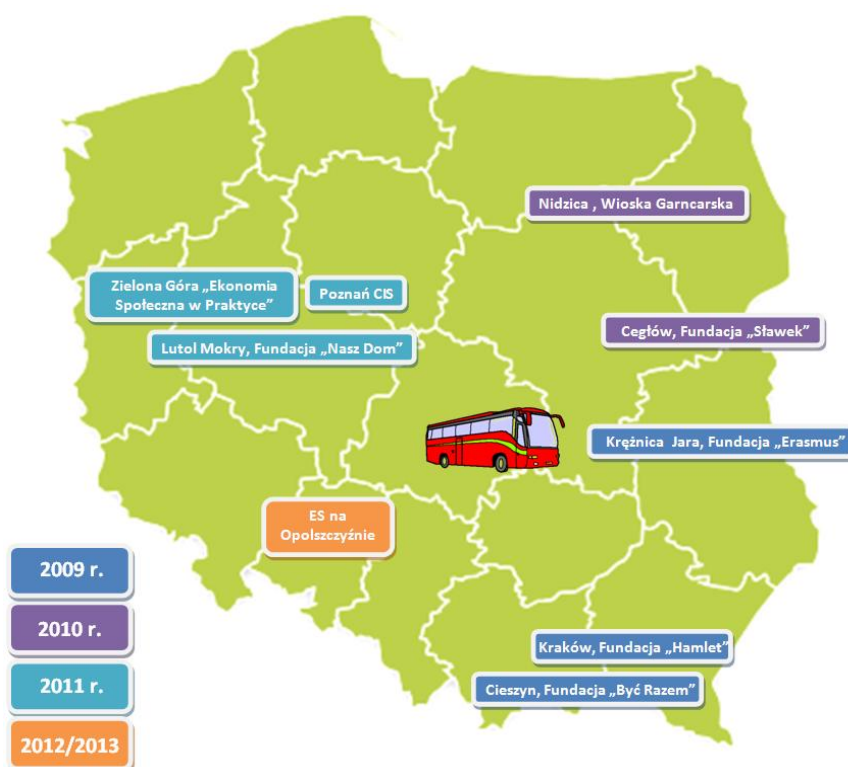 Nidzica , Wioska Garncarska
Zielona Góra „Ekonomia
Społeczna w Praktyce”
Poznań CIS
Cegłów, Fundacja „Sławek”
Lutol Mokry, Fundacja „Nasz Dom”
Krężnica Jara, Fundacja „Erasmus”
ES na
Opolszczyźnie
2009 r.
2010 r.
Kraków, Fundacja „Hamlet”
2011 r.
Cieszyn, Fundacja „Być Razem”
2012/2013